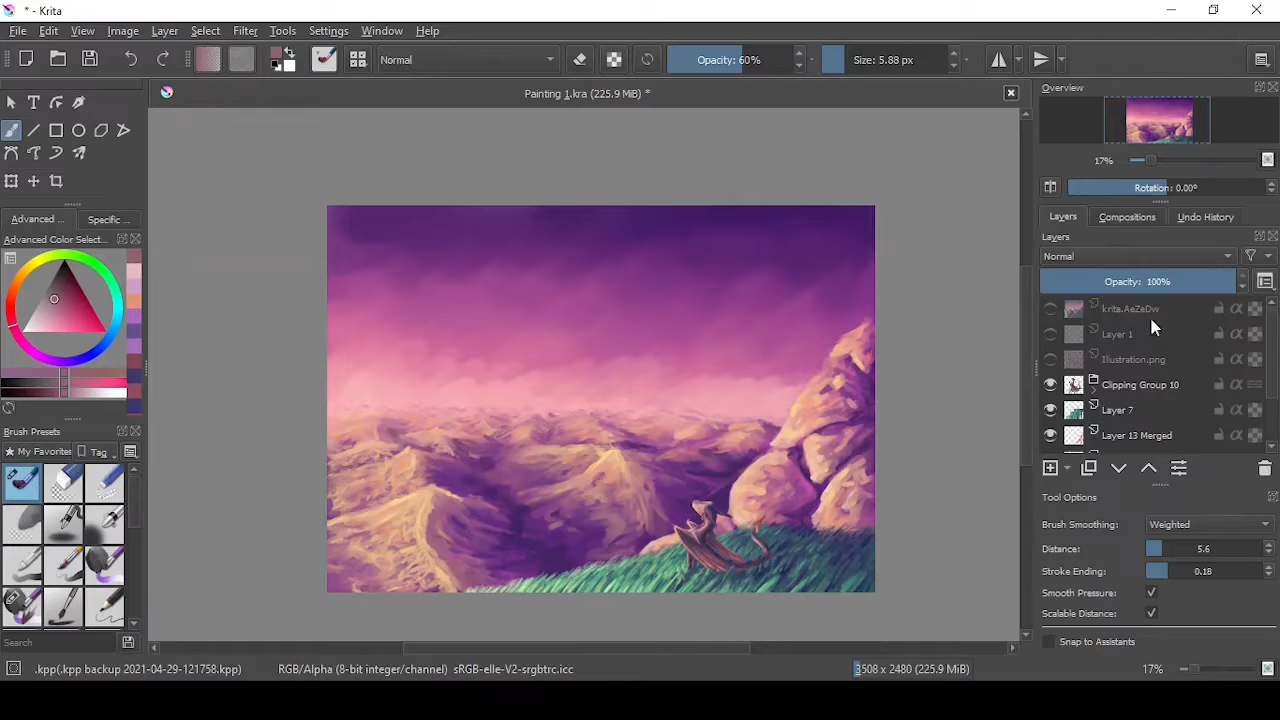 * - Krita
File Edit View Image Layer Select Filter Tools Settings Window Help
Normal Opacity: 60% Size: 5.88 px
Painting 1.kra (225.9 MiB) *
Overview
17%
Rotation: 0.00°
Advanced ... Specific ...
Advanced Color Select...
Layers Compositions Undo History
Layers
Normal
Opacity: 100%
krita.AeZeDw
Layer 1
Illustration.png
Clipping Group 10
Layer 7
Layer 13 Merged
Brush Presets
My Favorites Tag
Search
Tool Options
Brush Smoothing: Weighted
Distance: 5.6
Stroke Ending: 0.18
Smooth Pressure:
Scalable Distance:
Snap to Assistants
.kpp(.kpp backup 2021-04-29-121758.kpp) RGB/Alpha (8-bit integer/channel) sRGB-elle-V2-srgbtrc.icc 3508 x 2480 (225.9 MiB) 17%